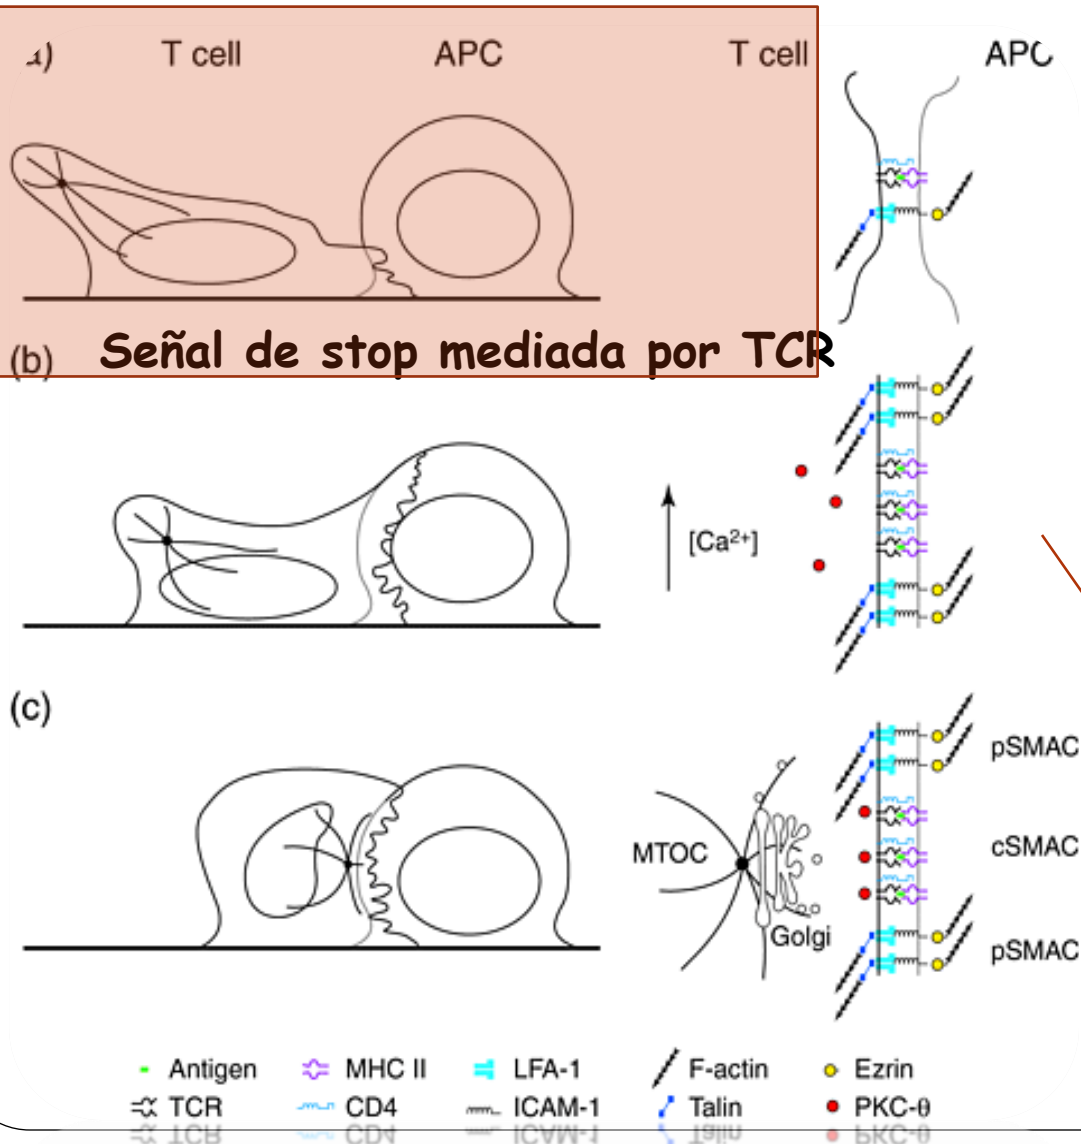 a) T cell APC T cell APC
Señal de stop mediada por TCR
(b)
[Ca²⁺]
(c)
pSMAC
MTOC
cSMAC
Golgi
pSMAC
Antigen MHC II LFA-1 F-actin Ezrin
TCR CD4 ICAM-1 Talin PKC-θ